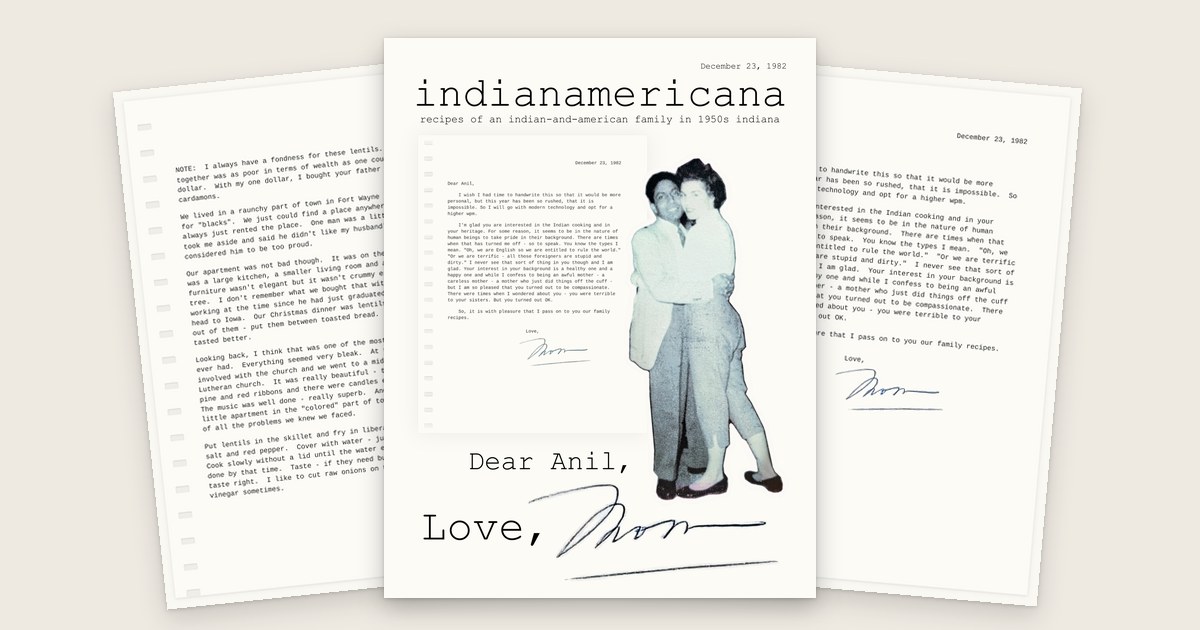 NOTE: I always have a fondness for these lentils.
together was as poor in terms of wealth as one cou
dollar. With my one dollar, I bought your father
cardamons.
We lived in a raunchy part of town in Fort Wayne
for "blacks". We just could find a place anywher
always just rented the place. One man was a litt
took me aside and said he didn't like my husband
considered him to be too proud.
Our apartment was not bad though. It was on the
was a large kitchen, a smaller living room and a
furniture wasn't elegant but it wasn't crummy e
tree. I don't remember what we bought that wit
working at the time since he had just graduated
head to Iowa. Our Christmas dinner was lentils
out of them - put them between toasted bread.
tasted better.
Looking back, I think that was one of the most
ever had. Everything seemed very bleak. At
involved with the church and we went to a mid
Lutheran church. It was really beautiful - t
pine and red ribbons and there were candles e
The music was well done - really superb. An
little apartment in the "colored" part of to
of all the problems we knew we faced.
Put lentils in the skillet and fry in libera
salt and red pepper. Cover with water - ju
Cook slowly without a lid until the water e
done by that time. Taste - if they need bu
taste right. I like to cut raw onions on
vinegar sometimes.
December 23, 1982
indianamericana
recipes of an indian-and-american family in 1950s indiana
December 23, 1982
Dear Anil,
I wish I had time to handwrite this so that it would be more
personal, but this year has been so rushed, that it is
impossible. So I will go with modern technology and opt for a
higher wpm.
I'm glad you are interested in the Indian cooking and in
your heritage. For some reason, it seems to be in the nature of
human beings to take pride in their background. There are times
when that has turned me off - so to speak. You know the types I
mean. "Oh, we are English so we are entitled to rule the world."
"Or we are terrific - all those foreigners are stupid and
dirty." I never see that sort of thing in you though and I am
glad. Your interest in your background is a healthy one and a
happy one and while I confess to being an awful mother - a
careless mother - a mother who just did things off the cuff -
but I am so pleased that you turned out to be compassionate.
There were times when I wondered about you - you were terrible
to your sisters. But you turned out OK.
So, it is with pleasure that I pass on to you our family
recipes.
Love,
Mom
Dear Anil,
Love, Mom
December 23, 1982
to handwrite this so that it would be more
ar has been so rushed, that it is impossible. So
technology and opt for a higher wpm.
nterested in the Indian cooking and in your
ason, it seems to be in the nature of human
n their background. There are times when that
to speak. You know the types I mean. "Oh, we
ntitled to rule the world." "Or we are terrific
are stupid and dirty." I never see that sort of
I am glad. Your interest in your background is
py one and while I confess to being an awful
er - a mother who just did things off the cuff
at you turned out to be compassionate. There
ed about you - you were terrible to your
out OK.
re that I pass on to you our family recipes.
Love,
Mom